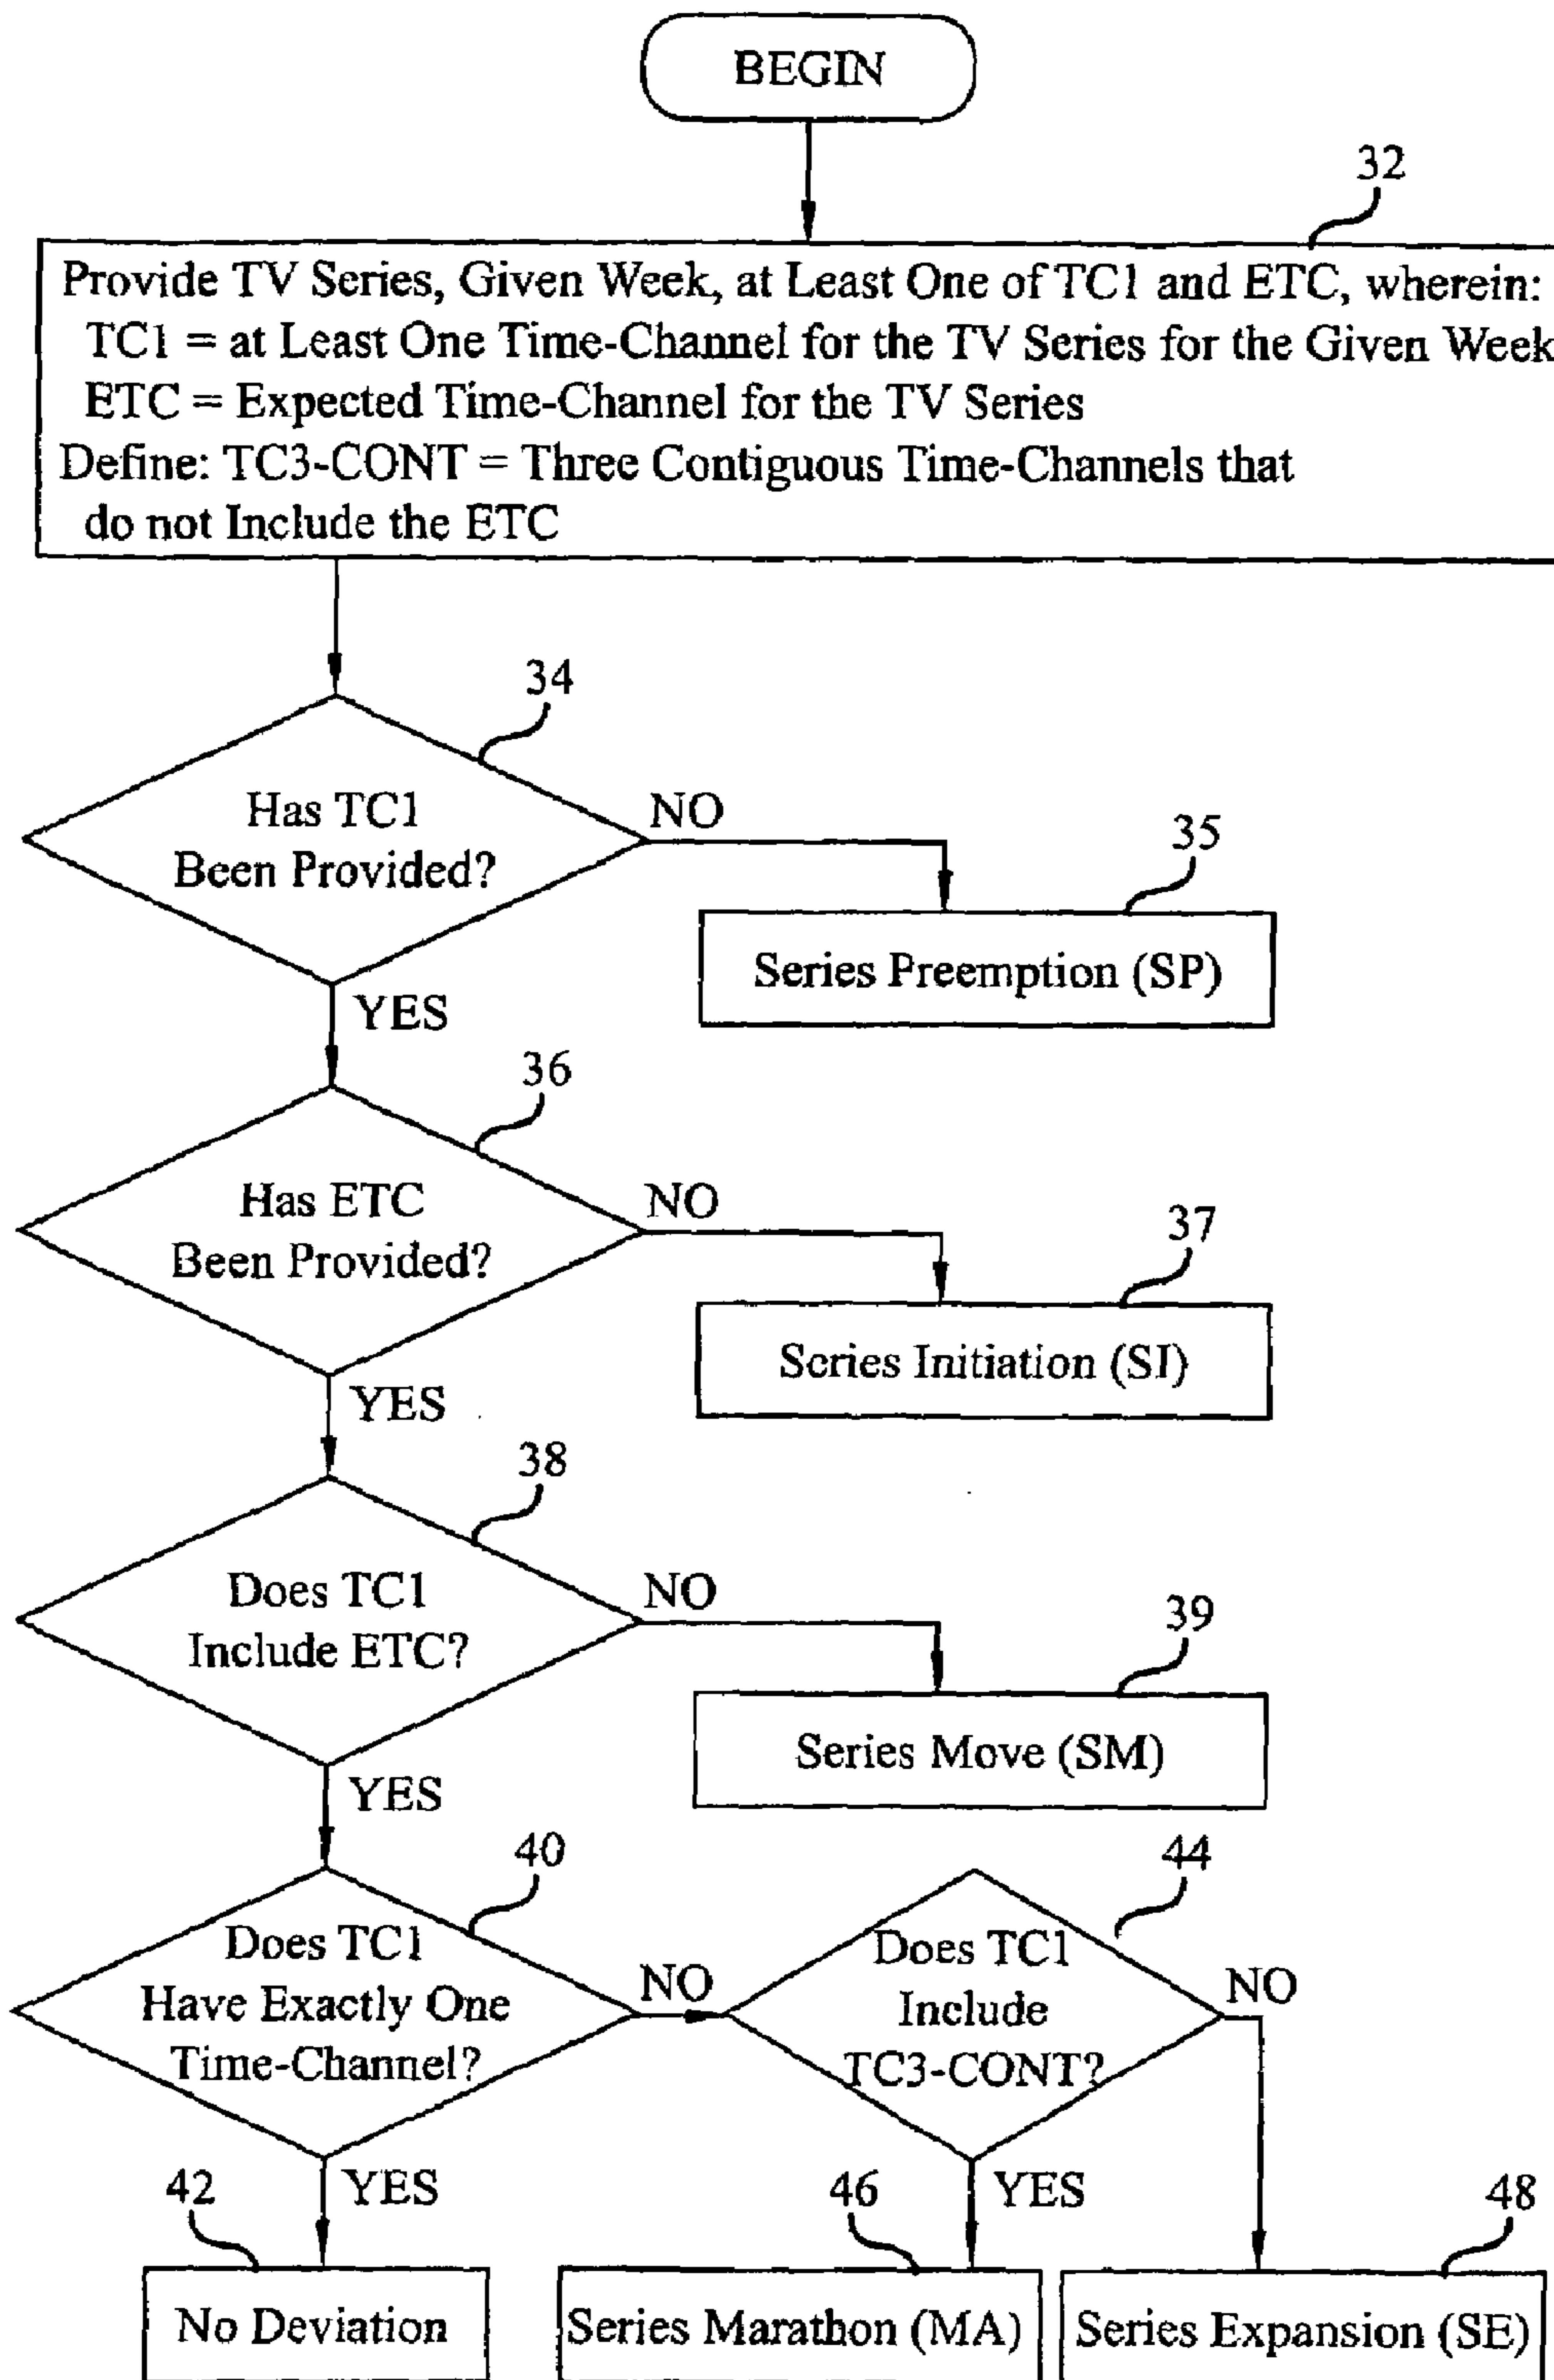 BEGIN
32
Provide TV Series, Given Week, at Least One of TC1 and ETC, wherein:
TC1 = at Least One Time-Channel for the TV Series for the Given Week
ETC = Expected Time-Channel for the TV Series
Define: TC3-CONT = Three Contiguous Time-Channels that
do not Include the ETC
34
Has TC1
Been Provided?
NO
35
Series Preemption (SP)
YES
36
Has ETC
Been Provided?
NO
37
Series Initiation (SI)
YES
38
Does TC1
Include ETC?
NO
39
Series Move (SM)
YES
40
Does TC1
Have Exactly One
Time-Channel?
NO
44
Does TC1
Include
TC3-CONT?
NO
YES
42
No Deviation
YES
46
Series Marathon (MA)
48
Series Expansion (SE)